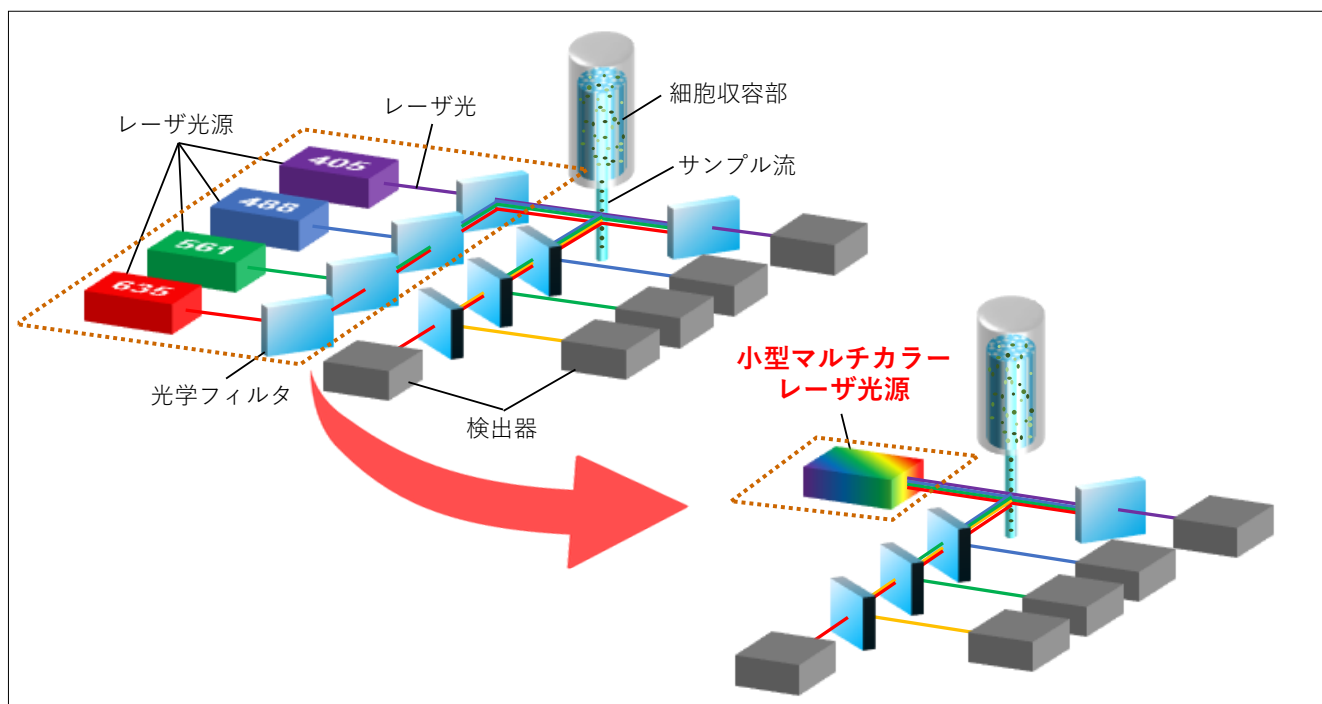 細胞収容部
レーザ光
レーザ光源
サンプル流
405
488
561
635
光学フィルタ
検出器
小型マルチカラー
レーザ光源